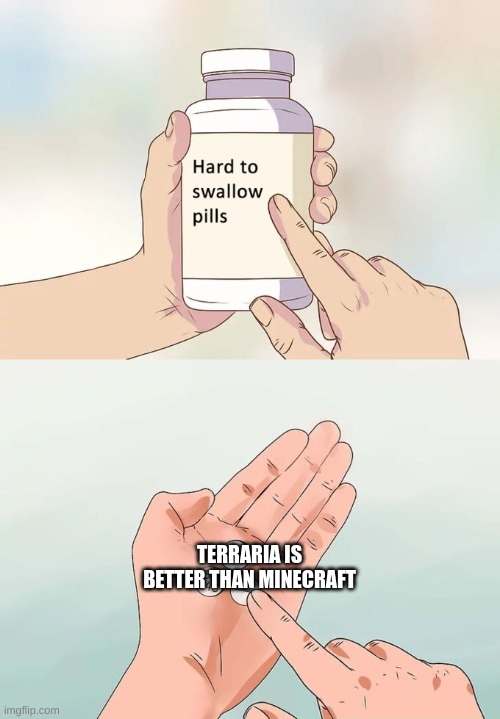 Hard to
swallow
pills
TERRARIA IS
BETTER THAN MINECRAFT
imgflip.com